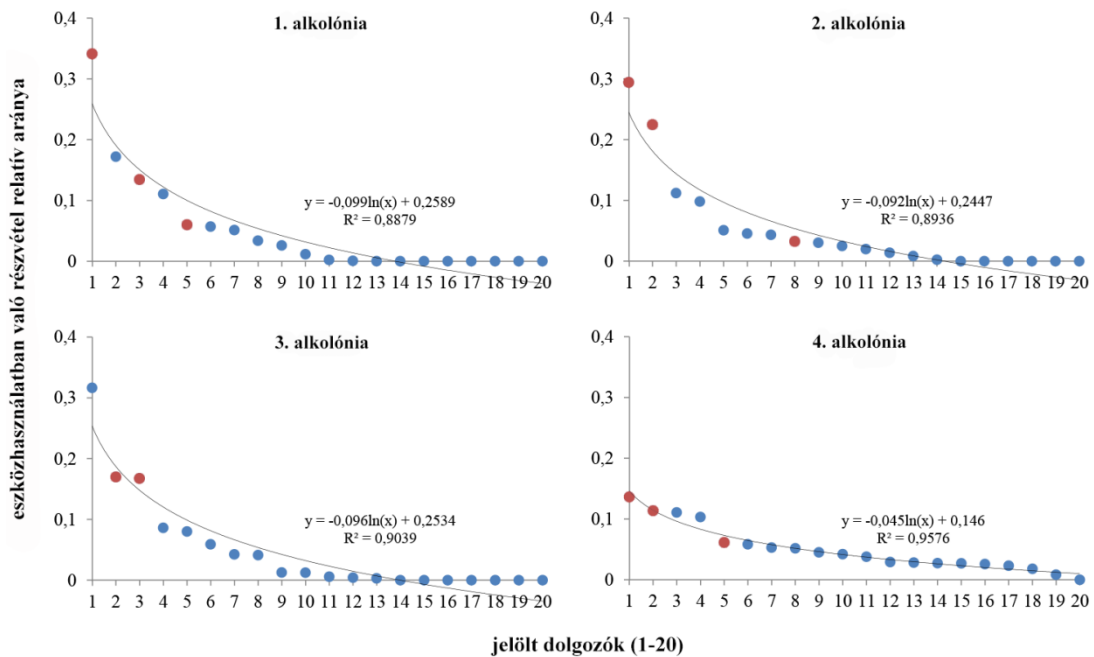 eszközhasználatban való részvétel relatív aránya
1. alkolónia
0,4
0,3
0,2
0,1
0
y = -0,099ln(x) + 0,2589
R² = 0,8879
1 2 3 4 5 6 7 8 9 10 11 12 13 14 15 16 17 18 19 20
2. alkolónia
0,4
0,3
0,2
0,1
0
y = -0,092ln(x) + 0,2447
R² = 0,8936
1 2 3 4 5 6 7 8 9 10 11 12 13 14 15 16 17 18 19 20
3. alkolónia
0,4
0,3
0,2
0,1
0
y = -0,096ln(x) + 0,2534
R² = 0,9039
1 2 3 4 5 6 7 8 9 10 11 12 13 14 15 16 17 18 19 20
4. alkolónia
0,4
0,3
0,2
0,1
0
y = -0,045ln(x) + 0,146
R² = 0,9576
1 2 3 4 5 6 7 8 9 10 11 12 13 14 15 16 17 18 19 20
jelölt dolgozók (1-20)